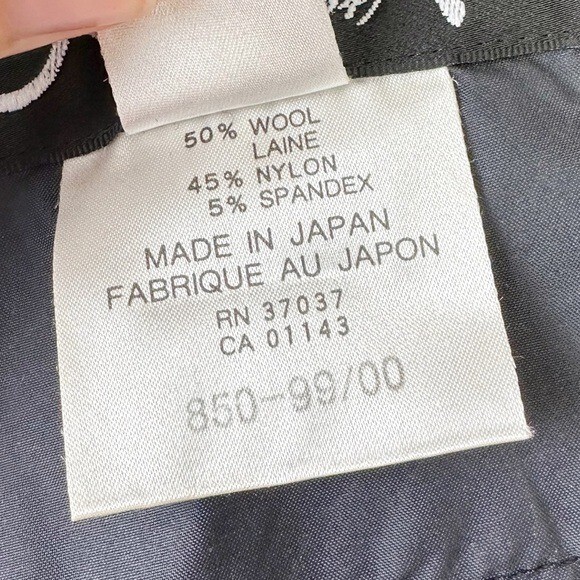 50% WOOL
LAINE
45% NYLON
5% SPANDEX
MADE IN JAPAN
FABRIQUE AU JAPON
RN 37037
CA 01143
850-99/00